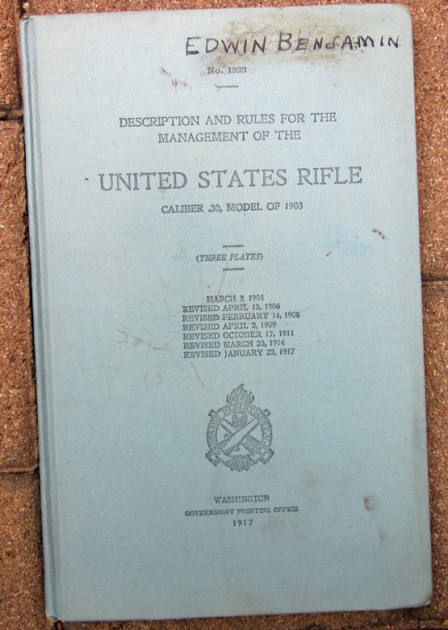 EDWIN BENJAMIN
No. 1923
DESCRIPTION AND RULES FOR THE
MANAGEMENT OF THE
UNITED STATES RIFLE
CALIBER .30, MODEL OF 1903
(THREE PLATES)
MARCH 3, 1904
REVISED APRIL 18, 1906
REVISED FEBRUARY 14, 1908
REVISED APRIL 2, 1909
REVISED OCTOBER 17, 1911
REVISED MARCH 20, 1914
REVISED JANUARY 22, 1917
WASHINGTON
GOVERNMENT PRINTING OFFICE
1917